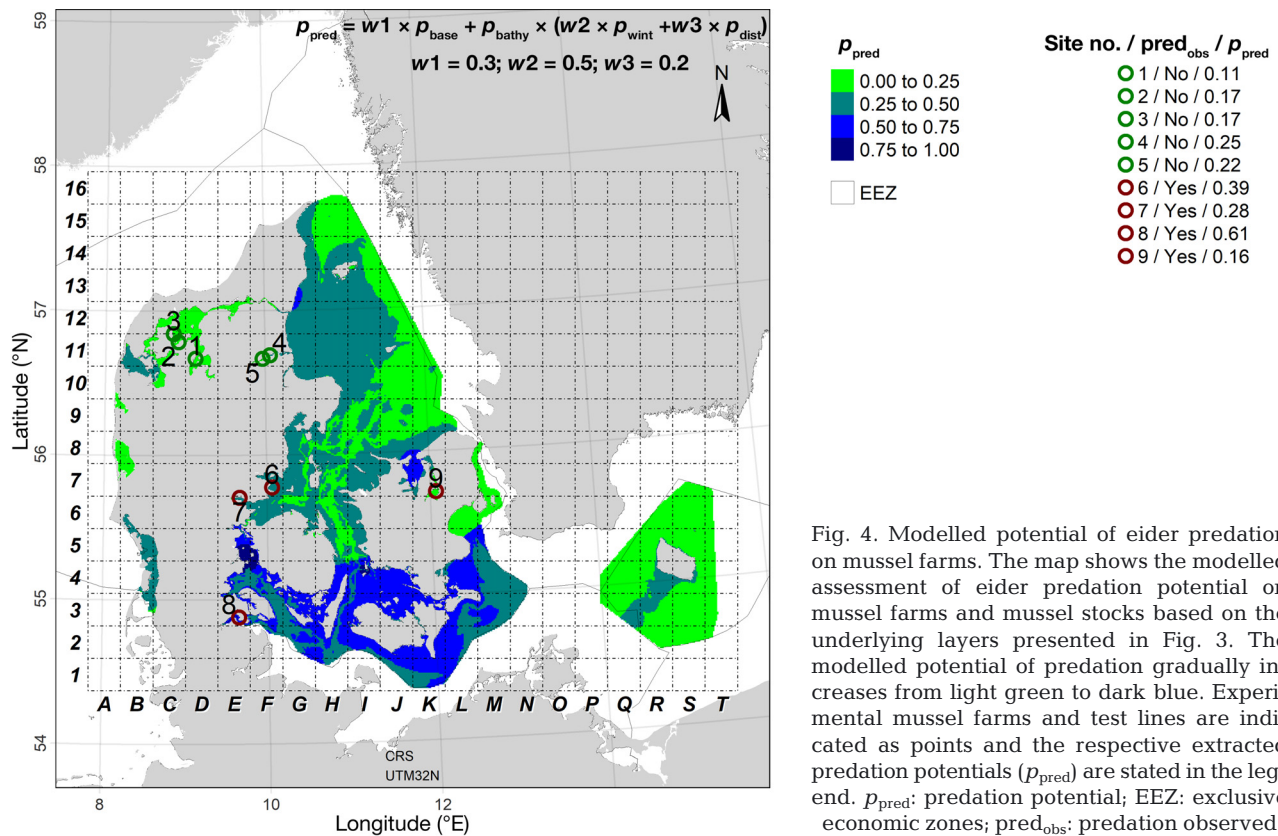 p_pred = w1 × p_base + p_bathy × (w2 × p_wint +w3 × p_dist)
w1 = 0.3; w2 = 0.5; w3 = 0.2
N
59
58
57
56
55
54
Latitude (°N)
16
15
14
13
12
11
10
9
8
7
6
5
4
3
2
1
3
2
1
4
5
6
7
9
8
A B C D E F G H I J K L M N O P Q R S T
CRS
UTM32N
8 10 12
Longitude (°E)
p_pred
0.00 to 0.25
0.25 to 0.50
0.50 to 0.75
0.75 to 1.00
EEZ
Site no. / pred_obs / p_pred
1 / No / 0.11
2 / No / 0.17
3 / No / 0.17
4 / No / 0.25
5 / No / 0.22
6 / Yes / 0.39
7 / Yes / 0.28
8 / Yes / 0.61
9 / Yes / 0.16
Fig. 4. Modelled potential of eider predation
on mussel farms. The map shows the modelled
assessment of eider predation potential on
mussel farms and mussel stocks based on the
underlying layers presented in Fig. 3. The
modelled potential of predation gradually in
creases from light green to dark blue. Experi
mental mussel farms and test lines are indi
cated as points and the respective extracted
predation potentials (p_pred) are stated in the leg
end. p_pred: predation potential; EEZ: exclusive
economic zones; pred_obs: predation observed